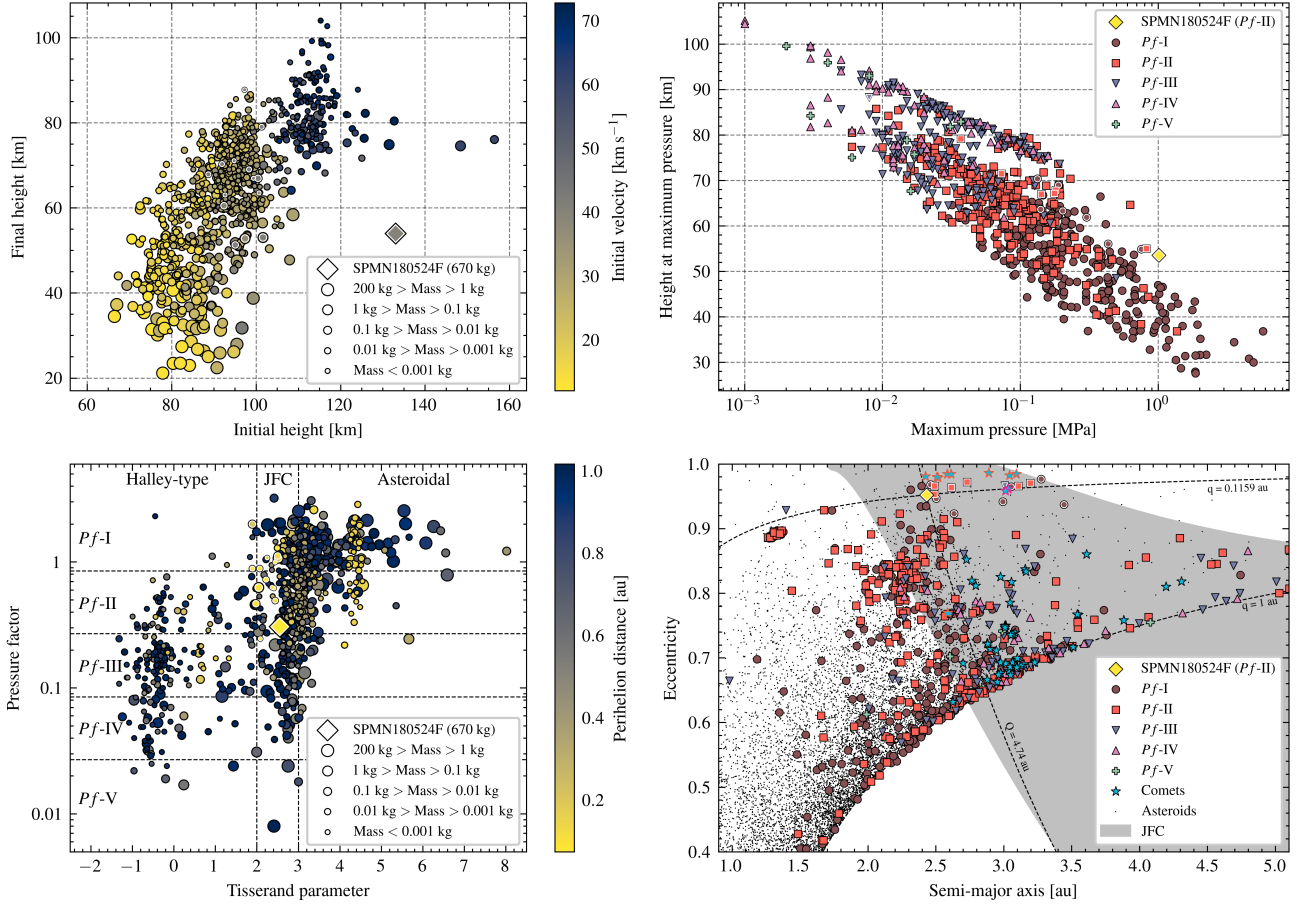 100
80
60
40
20
Final height [km]
60
80
100
120
140
160
Initial height [km]
SPMN180524F (670 kg)
200 kg > Mass > 1 kg
1 kg > Mass > 0.1 kg
0.1 kg > Mass > 0.01 kg
0.01 kg > Mass > 0.001 kg
Mass < 0.001 kg
70
60
50
40
30
20
Initial velocity [km s⁻¹]
100
90
80
70
60
50
40
30
Height at maximum pressure [km]
10⁻³
10⁻²
10⁻¹
10⁰
Maximum pressure [MPa]
SPMN180524F (Pf-II)
Pf-I
Pf-II
Pf-III
Pf-IV
Pf-V
Halley-type
JFC
Asteroidal
Pf-I
Pf-II
Pf-III
Pf-IV
Pf-V
1
0.1
0.01
Pressure factor
−2
−1
0
1
2
3
4
5
6
7
8
Tisserand parameter
SPMN180524F (670 kg)
200 kg > Mass > 1 kg
1 kg > Mass > 0.1 kg
0.1 kg > Mass > 0.01 kg
0.01 kg > Mass > 0.001 kg
Mass < 0.001 kg
1.0
0.8
0.6
0.4
0.2
Perihelion distance [au]
1.0
0.9
0.8
0.7
0.6
0.5
0.4
Eccentricity
1.0
1.5
2.0
2.5
3.0
3.5
4.0
4.5
5.0
Semi-major axis [au]
q = 0.1159 au
q = 1 au
Q = 4.74 au
SPMN180524F (Pf-II)
Pf-I
Pf-II
Pf-III
Pf-IV
Pf-V
Comets
Asteroids
JFC